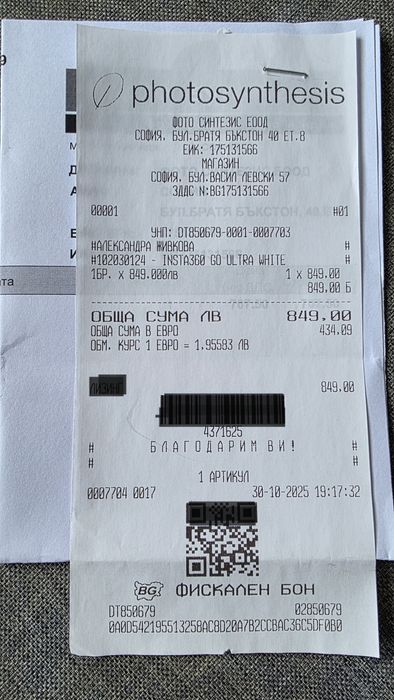 photosynthesis
ФОТО СИНТЕЗИС ЕООД
СОФИЯ. БУЛ.БРАТЯ БЪКСТОН 40 ЕТ.8
ЕИК: 175131566
МАГАЗИН
СОФИЯ. БУЛ.ВАСИЛ ЛЕВСКИ 57
ЗДДС N:BG175131566
00001 #01
УНП: DT850679-0001-0007703
#АЛЕКСАНДРА ЖИВКОВА #
#102030124 - INSTA360 GO ULTRA WHITE #
1БР. x 849.000лв 1 x 849.00
849.00 Б
ОБЩА СУМА ЛВ 849.00
ОБЩА СУМА В ЕВРО 434.09
ОБМ. КУРС 1 ЕВРО = 1.95583 ЛВ
ЛИЗИНГ 849.00
4371625
# БЛАГОДАРИМ ВИ! #
# #
1 АРТИКУЛ
0007704 0017 30-10-2025 19:17:32
BG ФИСКАЛЕН БОН
DT850679 02850679
0A0D542195513258AC8D20A7B2CCBAC36C5DF0B0